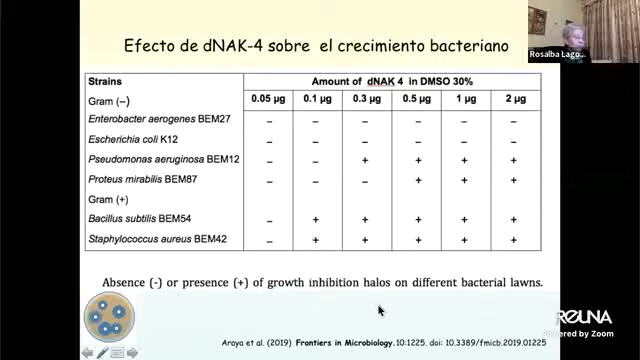 Efecto de dNAK-4 sobre el crecimiento bacteriano
Rosalba Lago...
Strains Amount of dNAK 4 in DMSO 30%
Gram (–) 0.05 µg 0.1 µg 0.3 µg 0.5 µg 1 µg 2 µg
Enterobacter aerogenes BEM27 – – – – – –
Escherichia coli K12 – – – – – –
Pseudomonas aeruginosa BEM12 – – + + + +
Proteus mirabilis BEM87 – – – + + +
Gram (+)
Bacillus subtilis BEM54 – + + + + +
Staphylococcus aureus BEM42 – + + + + +
Absence (-) or presence (+) of growth inhibition halos on different bacterial lawns.
REUNA
Powered by Zoom
Araya et al. (2019) Frontiers in Microbiology.10:1225. doi: 10.3389/fmicb.2019.01225